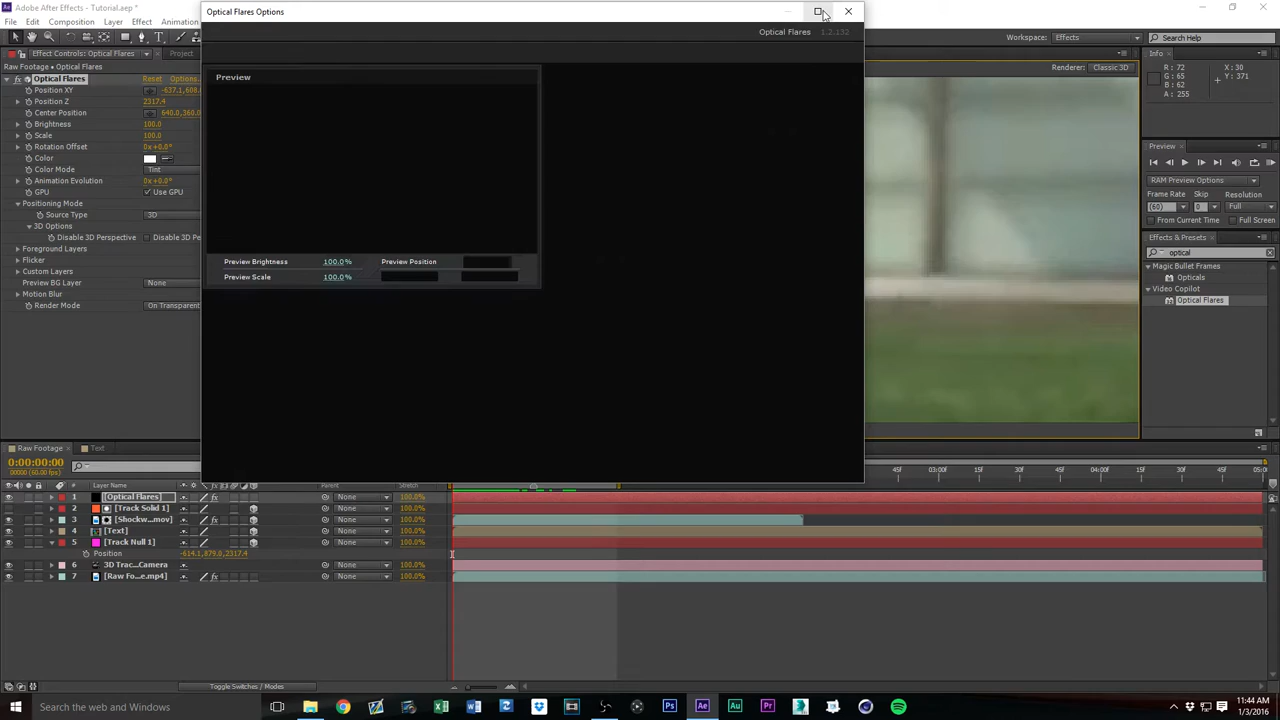 Adobe After Effects - Tutorial.aep *
File Edit Composition Layer Effect Animation
Optical Flares Options
Optical Flares 1.2.132
Workspace: Effects
Search Help
Effect Controls: Optical Flares
Project
Raw Footage • Optical Flares
fx Optical Flares Reset Options...
Position XY
Position Z 2317.4
Center Position 640.0,360.
Brightness 100.0
Scale 100.0
Rotation Offset 0x+0.0°
Color
Color Mode Tint
Animation Evolution 0x+0.0°
GPU Use GPU
Positioning Mode
Source Type 3D
3D Options
Disable 3D Perspective
Foreground Layers
Flicker
Custom Layers
Preview BG Layer None
Motion Blur
Render Mode On Transparent
Preview
Preview Brightness 100.0% Preview Position
Preview Scale 100.0%
Renderer: Classic 3D
Info
R: 72 X: 30
G: 65 Y: 371
B: 62
A: 255
Preview
RAM Preview Options
Frame Rate Skip Resolution
(60) 0 Full
From Current Time Full Screen
Effects & Presets
optical
Magic Bullet Frames
Opticals
Video Copilot
Optical Flares
Raw Footage Text
0:00:00:00
00000 (60.00 fps)
# Layer Name Parent Stretch
45f 03:00f 15f 30f 45f 04:00f 15f 30f 45f 05:0
1 [Optical Flares] fx None 100.0%
2 [Track Solid 1] None 100.0%
3 [Shockw...mov] fx None 100.0%
4 [Text] None 100.0%
5 [Track Null 1] None 100.0%
Position -614.1,879.0,2317.4
6 3D Trac...Camera None 100.0%
7 [Raw Fo...e.mp4] fx None 100.0%
Toggle Switches / Modes
Search the web and Windows
Ae Au Pr Ps
11:44 AM
1/3/2016